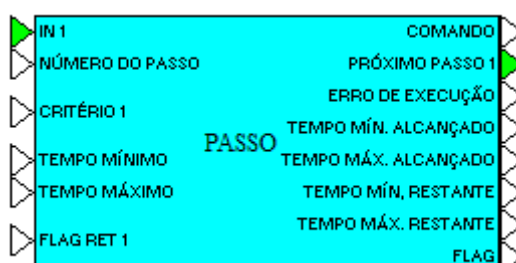 IN 1
COMANDO
NÚMERO DO PASSO
PRÓXIMO PASSO 1
ERRO DE EXECUÇÃO
CRITÉRIO 1
TEMPO MÍN. ALCANÇADO
PASSO
TEMPO MÍNIMO
TEMPO MÁX. ALCANÇADO
TEMPO MÁXIMO
TEMPO MÍN, RESTANTE
TEMPO MÁX. RESTANTE
FLAG RET 1
FLAG